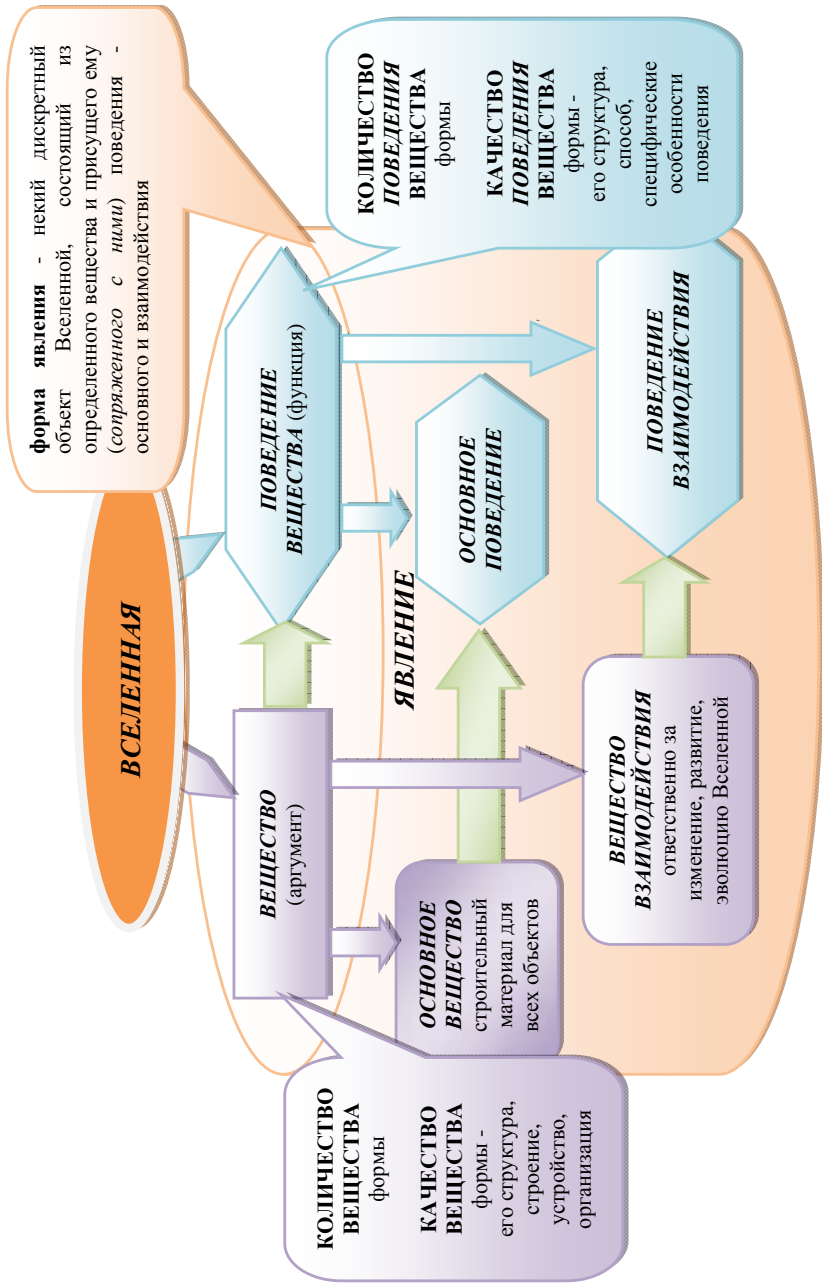 ВСЕЛЕННАЯ
форма явления - некий дискретный
объект Вселенной, состоящий из
определенного вещества и присущего ему
(сопряженного с ними) поведения -
основного и взаимодействия
ВЕЩЕСТВО
(аргумент)
ПОВЕДЕНИЕ
ВЕЩЕСТВА (функция)
КОЛИЧЕСТВО
ВЕЩЕСТВА
формы
КАЧЕСТВО
ВЕЩЕСТВА
формы -
его структура,
строение,
устройство,
организация
КОЛИЧЕСТВО
ПОВЕДЕНИЯ
ВЕЩЕСТВА
формы
КАЧЕСТВО
ПОВЕДЕНИЯ
ВЕЩЕСТВА
формы -
его структура,
способ,
специфические
особенности
поведения
ЯВЛЕНИЕ
ОСНОВНОЕ
ВЕЩЕСТВО
строительный
материал для
всех объектов
ОСНОВНОЕ
ПОВЕДЕНИЕ
ВЕЩЕСТВО
ВЗАИМОДЕЙСТВИЯ
ответственно за
изменение, развитие,
эволюцию Вселенной
ПОВЕДЕНИЕ
ВЗАИМОДЕЙСТВИЯ